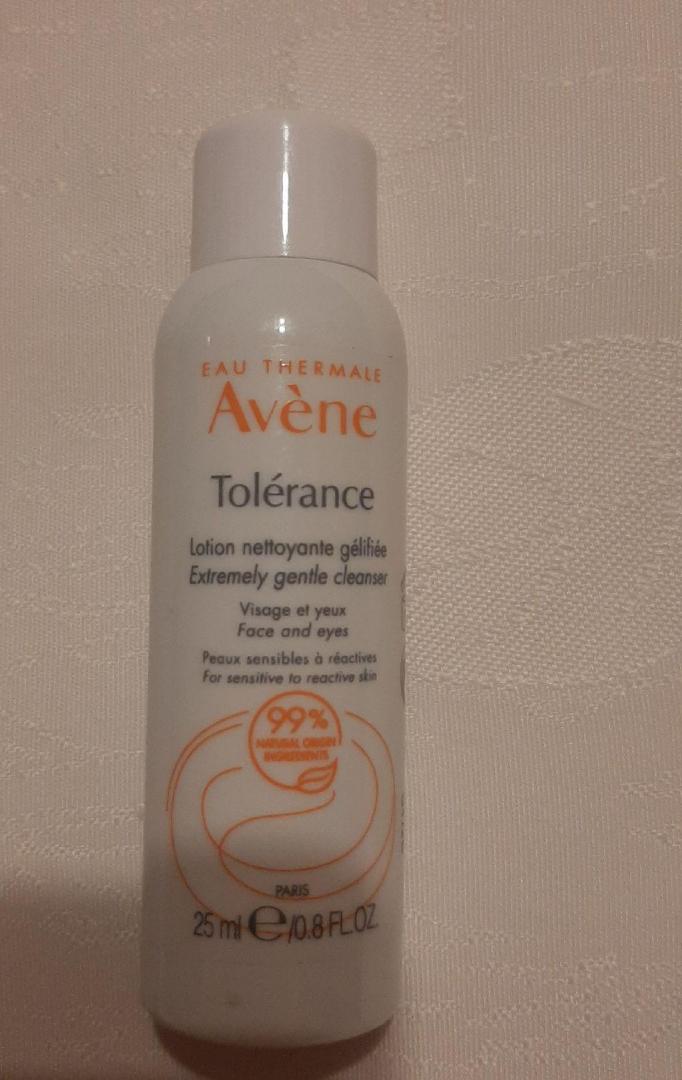 EAU THERMALE
Avène
Tolérance
Lotion nettoyante gélifiée
Extremely gentle cleanser
Visage et yeux
Face and eyes
Peaux sensibles à réactives
For sensitive to reactive skin
99%
NATURAL ORIGIN
INGREDIENTS
PARIS
25 ml ℮/0.8 FL.OZ.